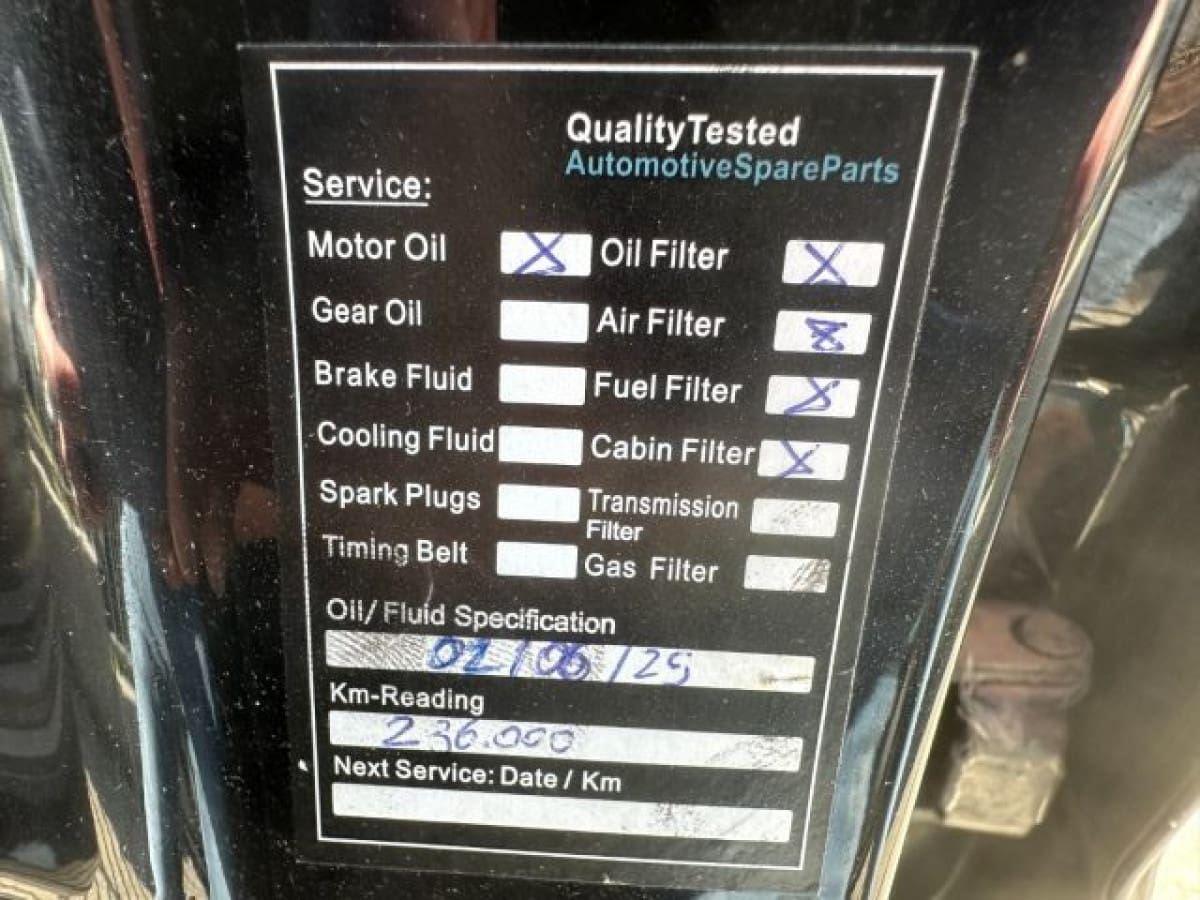 QualityTested
AutomotiveSpareParts
Service:
Motor Oil X Oil Filter X
Gear Oil Air Filter X
Brake Fluid Fuel Filter X
Cooling Fluid Cabin Filter X
Spark Plugs Transmission
Filter
Timing Belt Gas Filter
Oil/ Fluid Specification
02/06/25
Km-Reading
236.000
Next Service: Date / Km